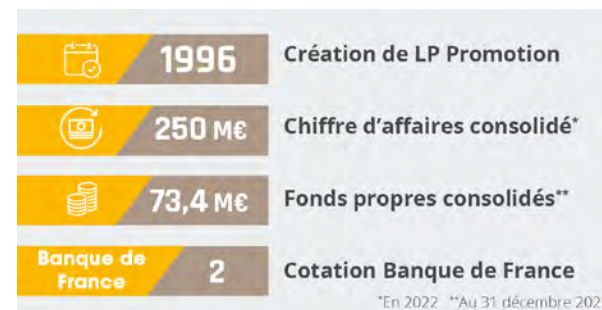 1996 Création de LP Promotion
250 M€ Chiffre d'affaires consolidé*
73,4 M€ Fonds propres consolidés**
Banque de France 2 Cotation Banque de France
*En 2022 **Au 31 décembre